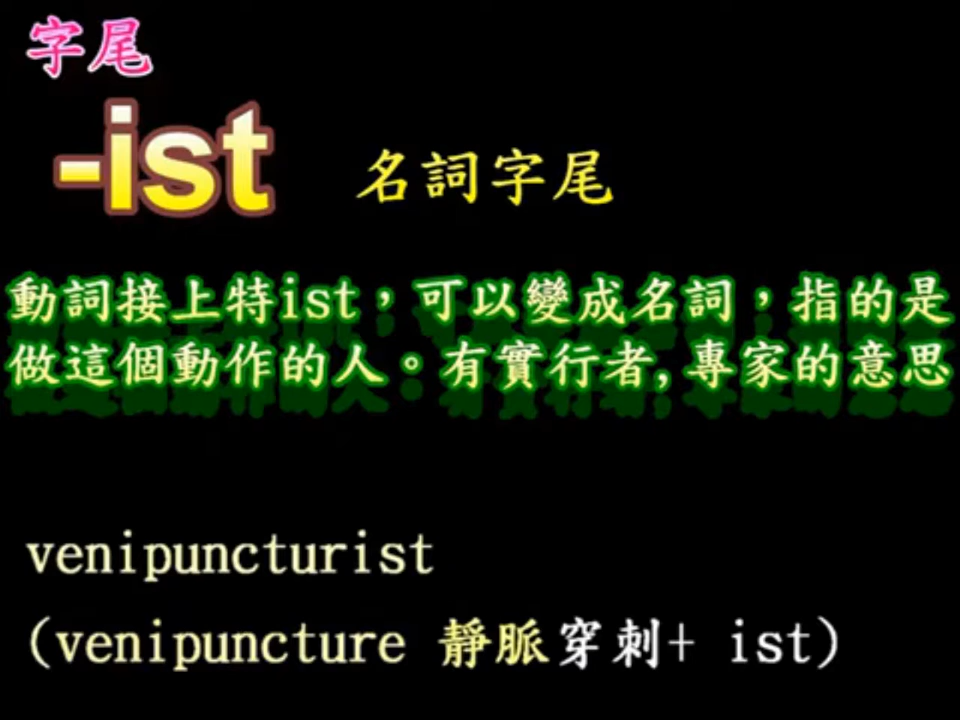 字尾
-ist 名詞字尾
動詞接上特ist，可以變成名詞，指的是
做這個動作的人。有實行者,專家的意思
venipuncturist
(venipuncture 靜脈穿刺+ ist)